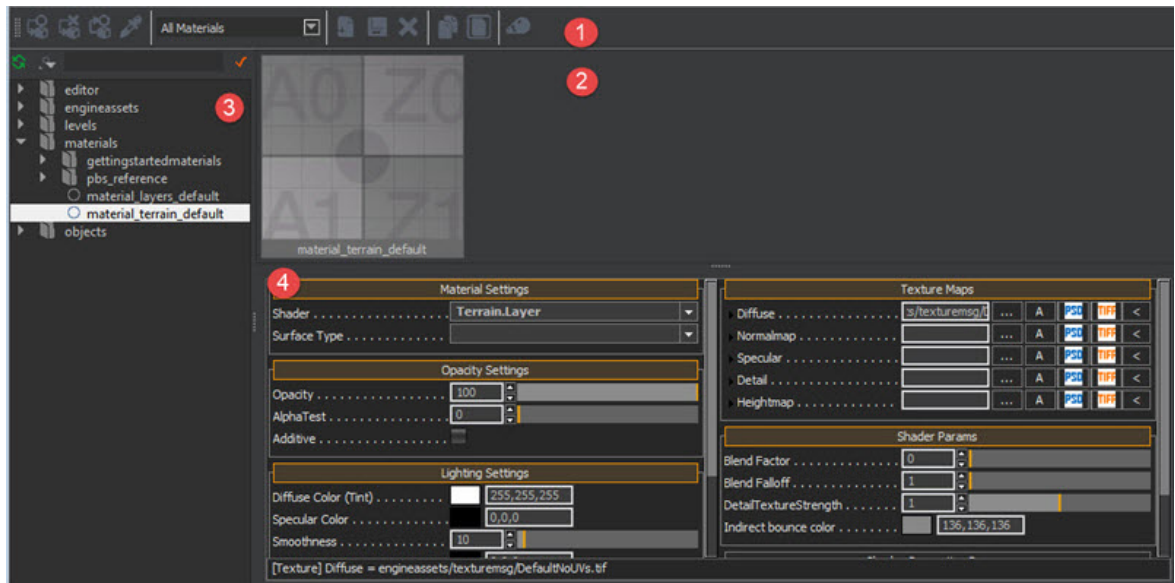 All Materials
1
2
3
editor
engineassets
levels
materials
gettingstartedmaterials
pbs_reference
material_layers_default
material_terrain_default
objects
A0 Z0
A1 Z1
material_terrain_default
4
Material Settings
Shader . . . . . . . . . . . . . . . . . . Terrain.Layer
Surface Type . . . . . . . . . . . . .
Opacity Settings
Opacity . . . . . . . . . . . . . . . . . . 100
AlphaTest . . . . . . . . . . . . . . . 0
Additive . . . . . . . . . . . . . . . . .
Lighting Settings
Diffuse Color (Tint) . . . . . . . . . 255,255,255
Specular Color . . . . . . . . . . . . 0,0,0
Smoothness . . . . . . . . . . . . . . 10
Texture Maps
Diffuse . . . . . . . . . . . . . . s/texturemsg/ ... A PSD TIFF <
Normalmap . . . . . . . . . . ... A PSD TIFF <
Specular . . . . . . . . . . . . ... A PSD TIFF <
Detail . . . . . . . . . . . . . . . ... A PSD TIFF <
Heightmap . . . . . . . . . . ... A PSD TIFF <
Shader Params
Blend Factor . . . . . . . . . . . . 0
Blend Falloff . . . . . . . . . . . . 1
DetailTextureStrength . . . . . . 1
Indirect bounce color . . . . . . . 136,136,136
[Texture] Diffuse = engineassets/texturemsg/DefaultNoUVs.tif